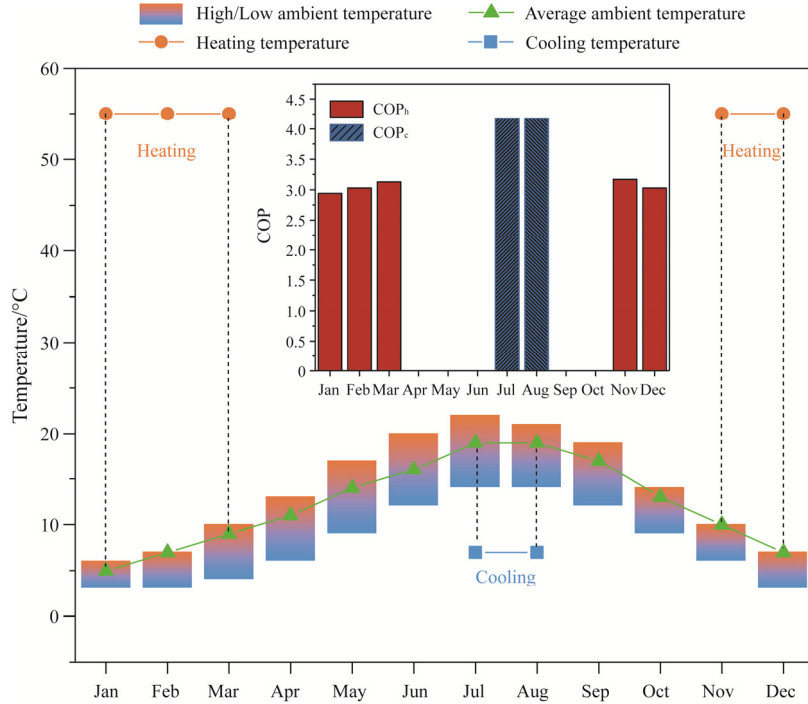 High/Low ambient temperature
Average ambient temperature
Heating temperature
Cooling temperature
60
50
40
30
20
10
0
Temperature/°C
Heating
Heating
Cooling
4.5
4.0
3.5
3.0
2.5
2.0
1.5
1.0
0.5
0
COP
COPh
COPc
Jan Feb Mar Apr May Jun Jul Aug Sep Oct Nov Dec
Jan Feb Mar Apr May Jun Jul Aug Sep Oct Nov Dec